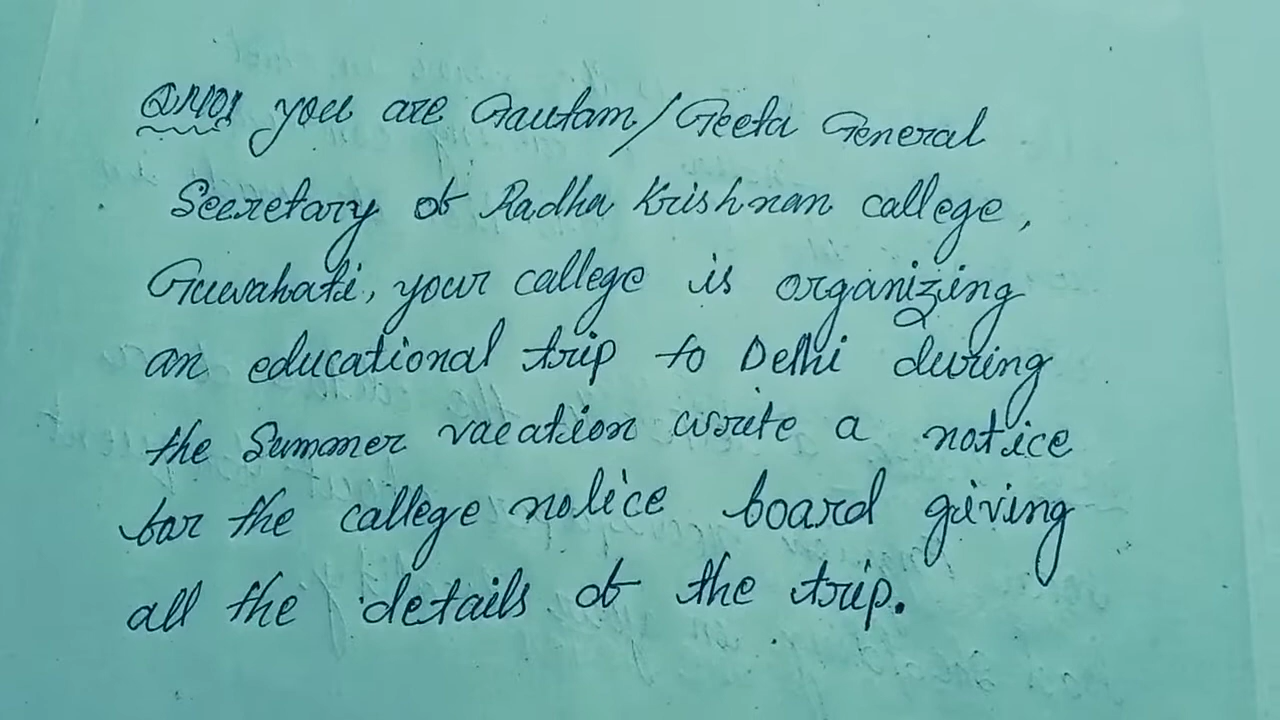 you are Gautam/Geeta General
Secretary of Radha Krishnan college,
Guwahati, your college is organizing
an educational trip to Delhi during
the Summer vacation write a notice
for the college notice board giving
all the details of the trip.